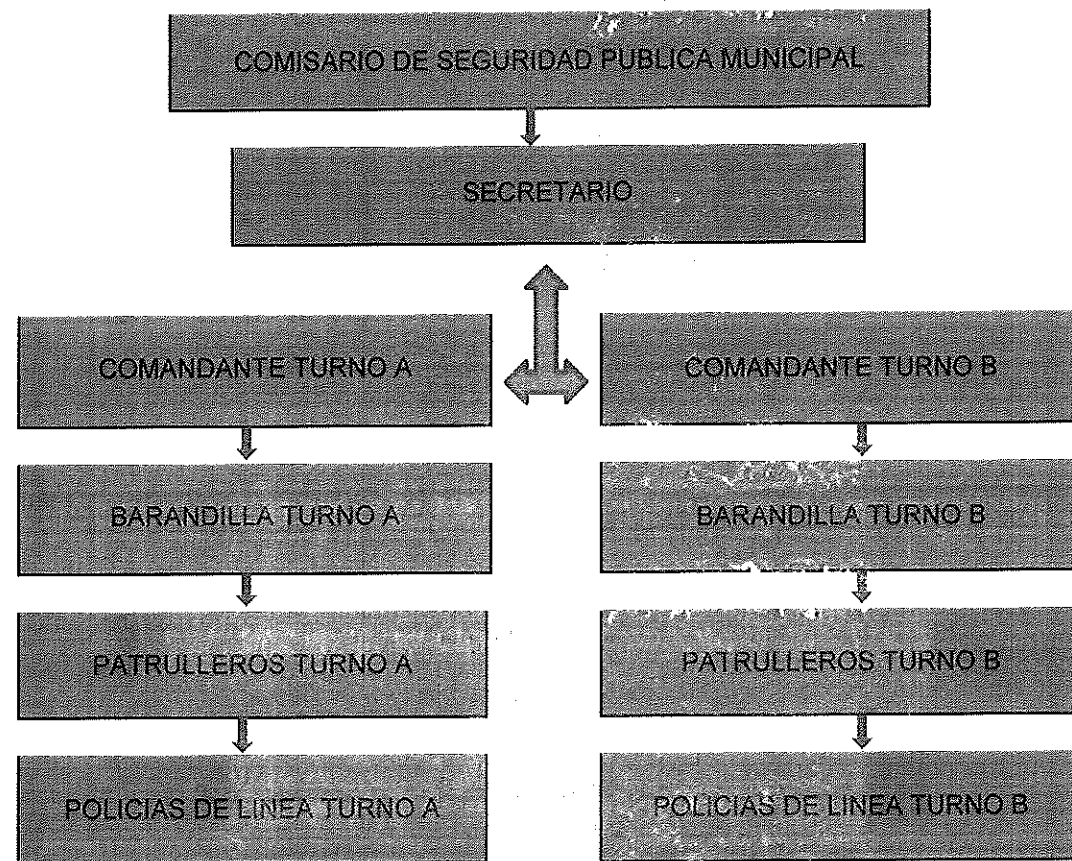 COMISARIO DE SEGURIDAD PUBLICA MUNICIPAL
SECRETARIO
COMANDANTE TURNO A
COMANDANTE TURNO B
BARANDILLA TURNO A
BARANDILLA TURNO B
PATRULLEROS TURNO A
PATRULLEROS TURNO B
POLICIAS DE LINEA TURNO A
POLICIAS DE LINEA TURNO B